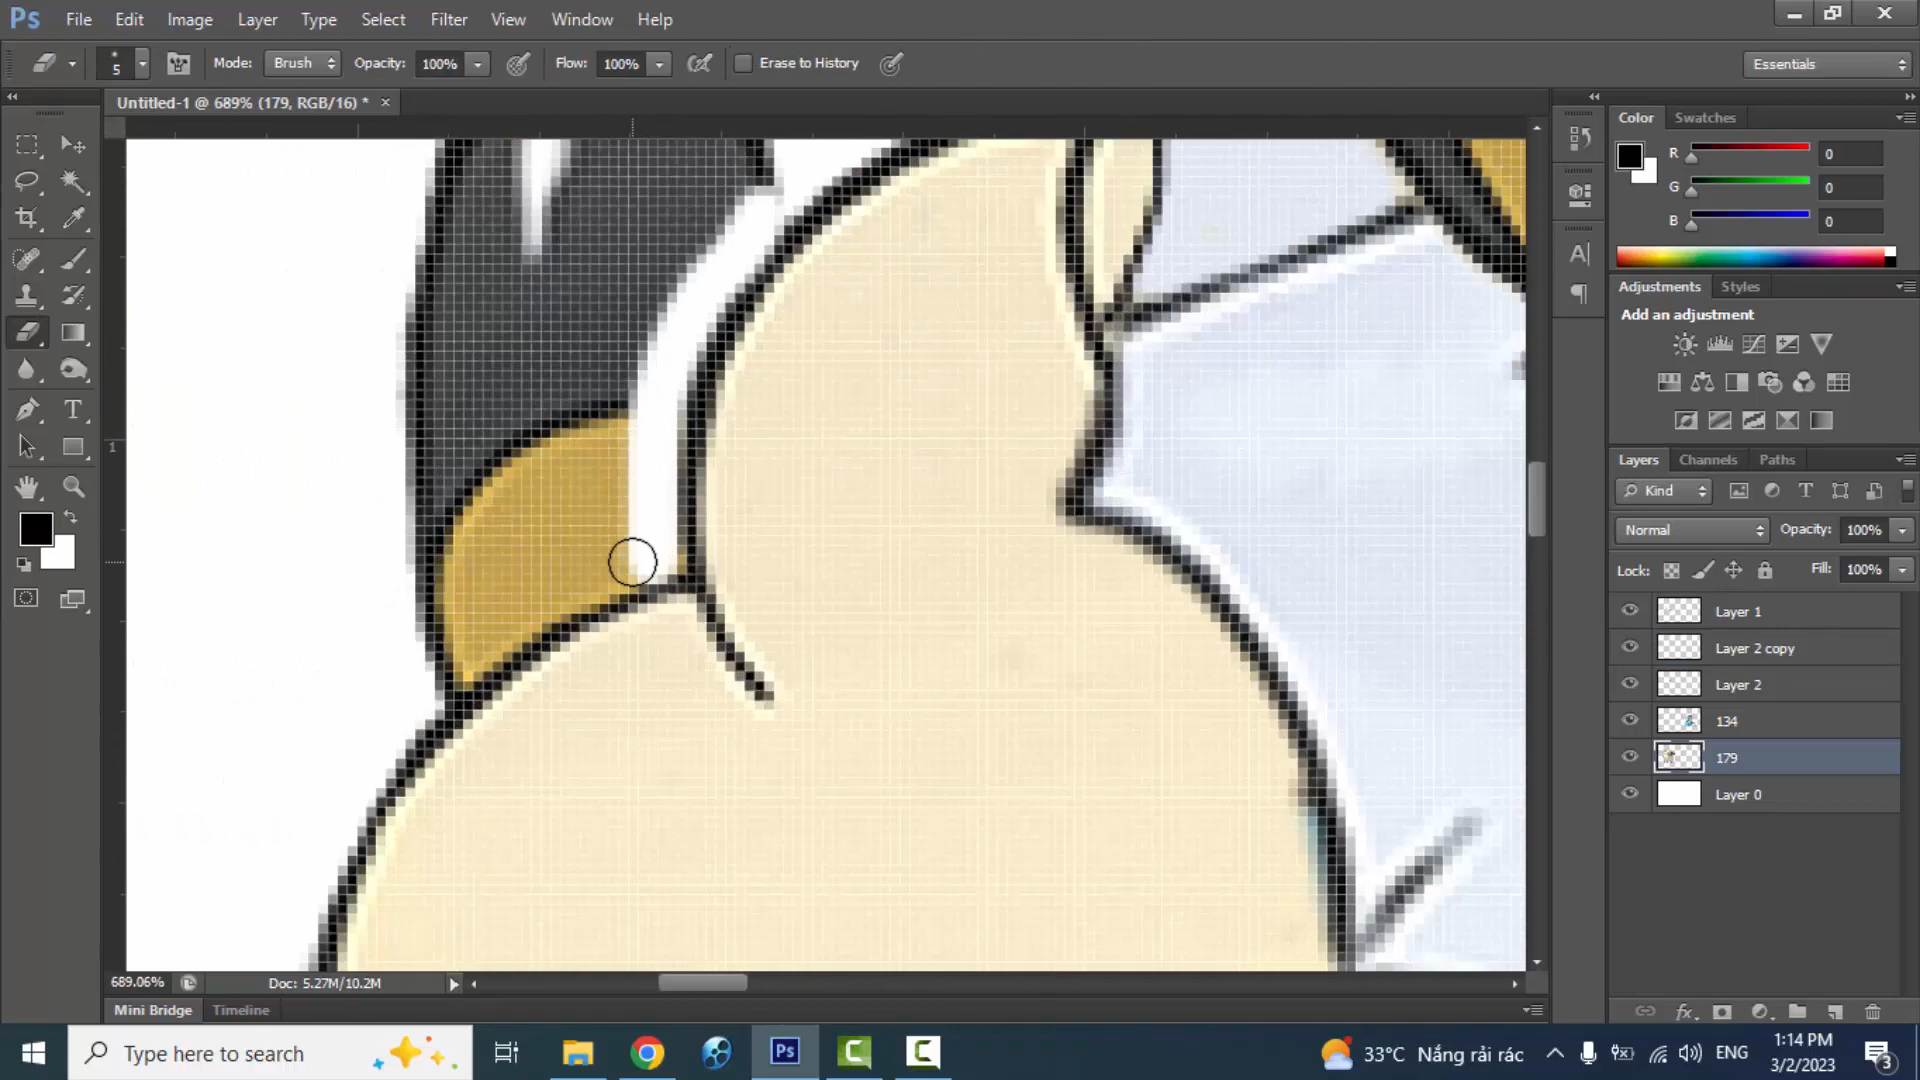 Ps File Edit Image Layer Type Select Filter View Window Help
5 Mode: Brush Opacity: 100% Flow: 100% Erase to History Essentials
Untitled-1 @ 689% (179, RGB/16) * ×
Color Swatches
R 0
G 0
B 0
Adjustments Styles
Add an adjustment
Layers Channels Paths
Kind
Normal Opacity: 100%
Lock: Fill: 100%
Layer 1
Layer 2 copy
Layer 2
134
179
Layer 0
1
689.06% Doc: 5.27M/10.2M
Mini Bridge Timeline
Type here to search
Ps
33°C Nắng rải rác
ENG
1:14 PM
3/2/2023
3